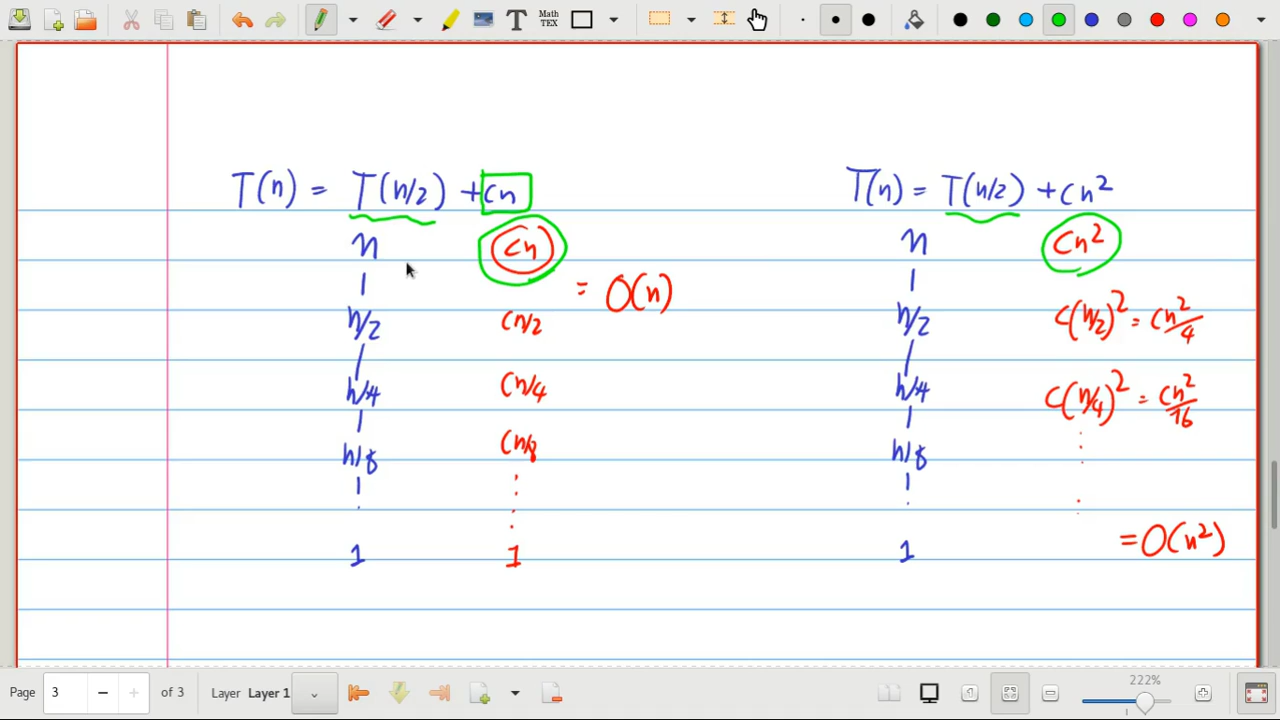 Math
TEX
T(n) = T(n/2) + cn
n cn
= O(n)
n/2 cn/2
n/4 cn/4
n/8 cn/8
1 1
T(n) = T(n/2) + cn²
n cn²
n/2 c(n/2)² = cn²/4
n/4 c(n/4)² = cn²/16
n/8
= O(n²)
1
Page 3 of 3 Layer Layer 1 222%